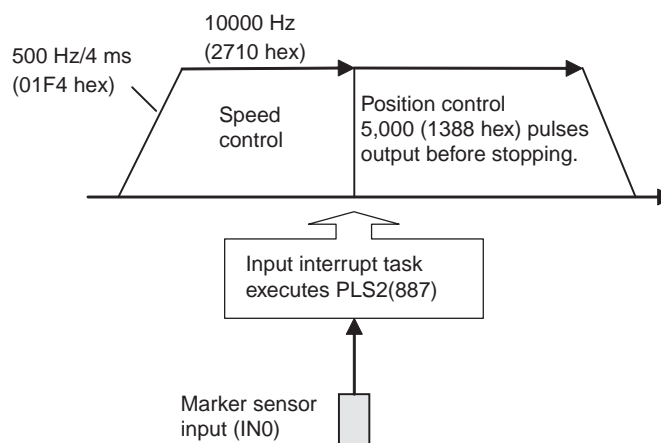 10000 Hz
(2710 hex)
500 Hz/4 ms
(01F4 hex)
Speed
control
Position control
5,000 (1388 hex) pulses
output before stopping.
Input interrupt task
executes PLS2(887)
Marker sensor
input (IN0)